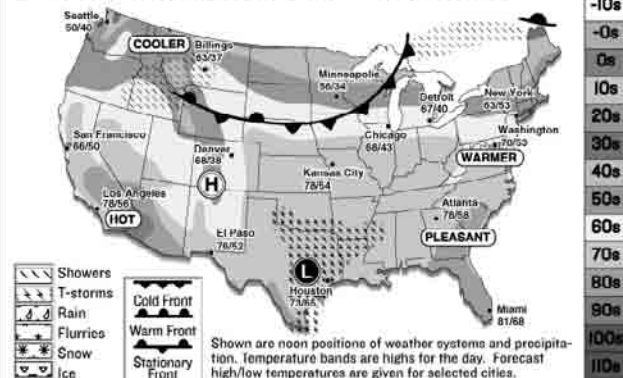 Seattle
50/40
COOLER
Billings
63/37
Minneapolis
56/34
Detroit
67/40
New York
63/53
San Francisco
66/50
Denver
68/38
Chicago
68/43
Washington
70/53
WARMER
Kansas City
78/54
H
Los Angeles
78/56
HOT
Atlanta
78/58
El Paso
76/52
PLEASANT
L
Houston
73/65
Miami
81/68
Showers
T-storms
Rain
Flurries
Snow
Ice
Cold Front
Warm Front
Stationary
Front
Shown are noon positions of weather systems and precipita-
tion. Temperature bands are highs for the day. Forecast
high/low temperatures are given for selected cities.
-10s
-0s
0s
10s
20s
30s
40s
50s
60s
70s
80s
90s
100s
110s